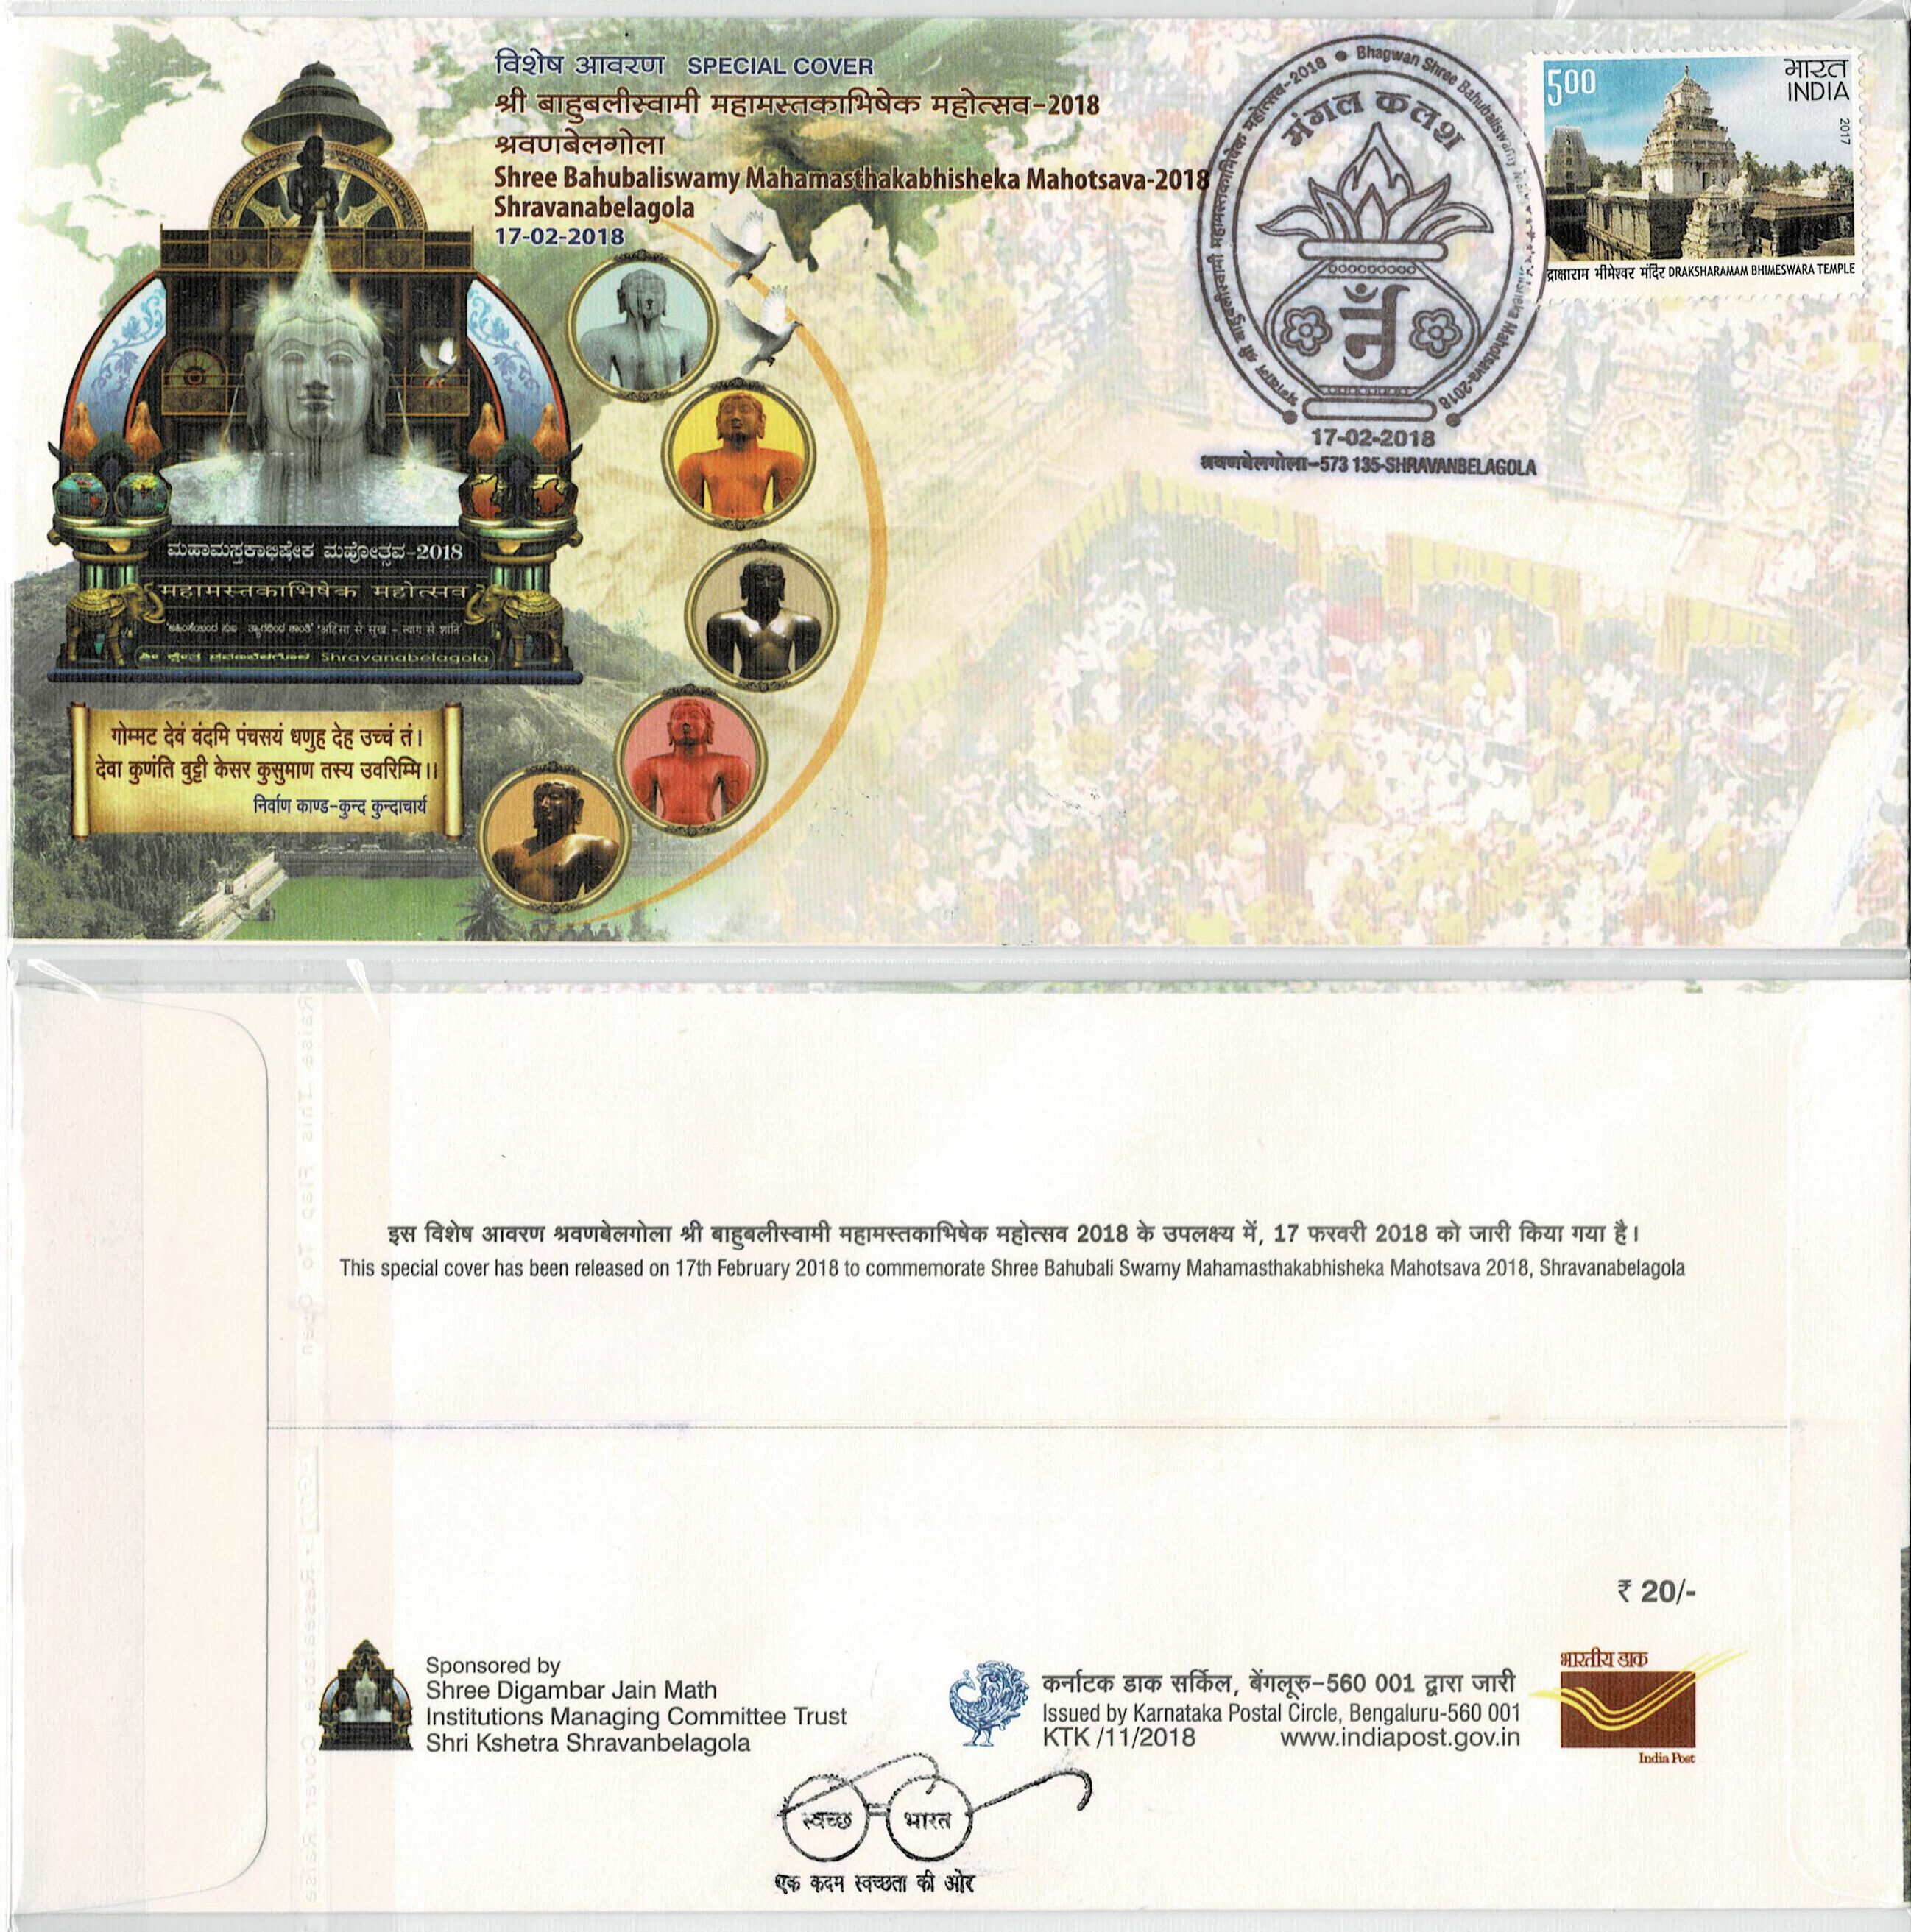 विशेष आवरण SPECIAL COVER
श्री बाहुबलीस्वामी महामस्तकाभिषेक महोत्सव-2018
श्रवणबेलगोला
Shree Bahubaliswamy Mahamasthakabhisheka Mahotsava-2018
Shravanabelagola
17-02-2018
ಮಹಾಮಸ್ತಕಾಭಿಷೇಕ ಮಹೋತ್ಸವ-2018
महामस्तकाभिषेक महोत्सव
'ಅಹಿಂಸೆಯಿಂದ ಸುಖ ತ್ಯಾಗದಿಂದ ಶಾಂತಿ' 'अहिंसा से सुख - त्याग से शांति'
ಶ್ರೀ ಕ್ಷೇತ್ರ ಶ್ರವಣಬೆಳಗೊಳ Shravanabelagola
गोम्मट देवं वंदमि पंचसयं धणुह देह उच्चं तं।
देवा कुणंति वुट्टी केसर कुसुमाण तस्य उवरिम्मि।।
निर्वाण काण्ड-कुन्द कुन्दाचार्य
भगवान श्री बाहुबलीस्वामी महामस्तकाभिषेक महोत्सव-2018 ● Bhagwan Shree Bahubaliswamy Mahotsava-2018
मंगल कलश
17-02-2018
श्रवणबेलगोला-573 135-SHRAVANBELAGOLA
500
भारत
INDIA
2017
द्राक्षाराम भीमेश्वर मंदिर DRAKSHARAMAM BHIMESWARA TEMPLE
Raise This Flap To Open
इस विशेष आवरण श्रवणबेलगोला श्री बाहुबलीस्वामी महामस्तकाभिषेक महोत्सव 2018 के उपलक्ष्य में, 17 फरवरी 2018 को जारी किया गया है।
This special cover has been released on 17th February 2018 to commemorate Shree Bahubali Swamy Mahamasthakabhisheka Mahotsava 2018, Shravanabelagola
₹ 20/-
Sponsored by
Shree Digambar Jain Math
Institutions Managing Committee Trust
Shri Kshetra Shravanbelagola
कर्नाटक डाक सर्किल, बेंगलूरु-560 001 द्वारा जारी
Issued by Karnataka Postal Circle, Bengaluru-560 001
KTK /11/2018 www.indiapost.gov.in
भारतीय डाक
India Post
स्वच्छ भारत
एक कदम स्वच्छता की ओर